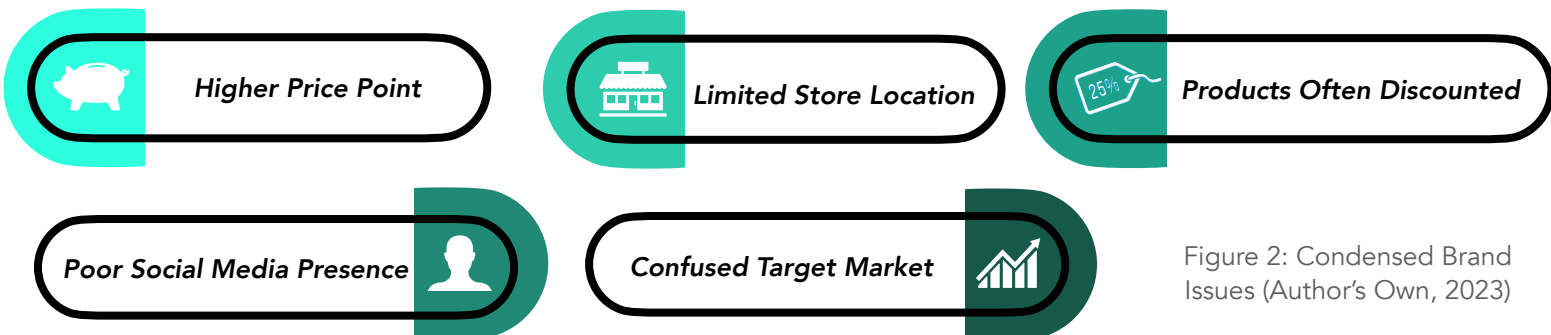 Higher Price Point
Limited Store Location
25%
Products Often Discounted
Poor Social Media Presence
Confused Target Market
Figure 2: Condensed Brand
Issues (Author's Own, 2023)